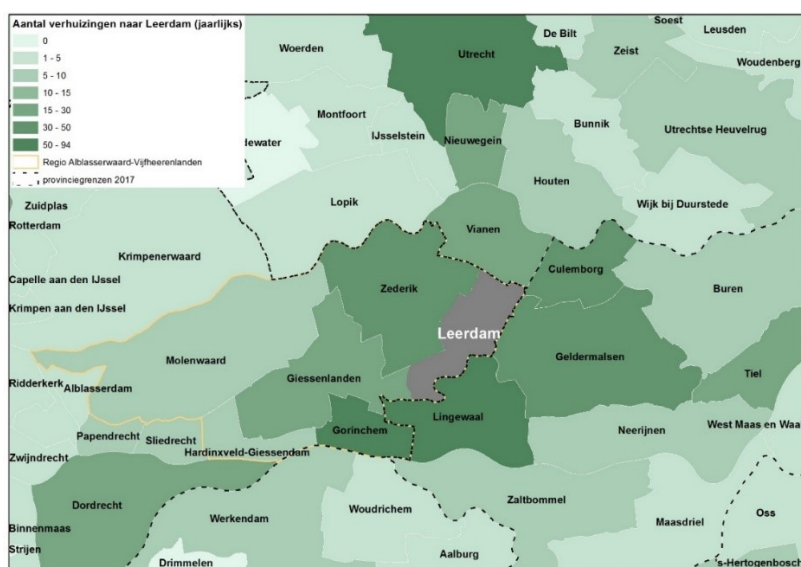 Aantal verhuizingen naar Leerdam (jaarlijks)
0
1 - 5
5 - 10
10 - 15
15 - 30
30 - 50
50 - 94
Regio Alblasserwaard-Vijfheerenlanden
provinciegrenzen 2017
Soest
Leusden
De Bilt
Woerden
Utrecht
Zeist
Woudenberg
Montfoort
Bunnik
dewater
IJsselstein
Nieuwegein
Utrechtse Heuvelrug
Houten
Lopik
Wijk bij Duurstede
Zuidplas
Rotterdam
Vianen
Krimpenerwaard
Culemborg
Capelle aan den IJssel
Zederik
Buren
Krimpen aan den IJssel
Leerdam
Molenwaard
Geldermalsen
Giessenlanden
Tiel
Ridderkerk
Alblasserdam
Lingewaal
Gorinchem
Neerijnen
West Maas en Waa
Papendrecht
Sliedrecht
Hardinxveld-Giessendam
Zwijndrecht
Dordrecht
Woudrichem
Zaltbommel
Werkendam
Maasdriel
Oss
Binnenmaas
Strijen
Aalburg
Drimmelen
's-Hertogenbosch